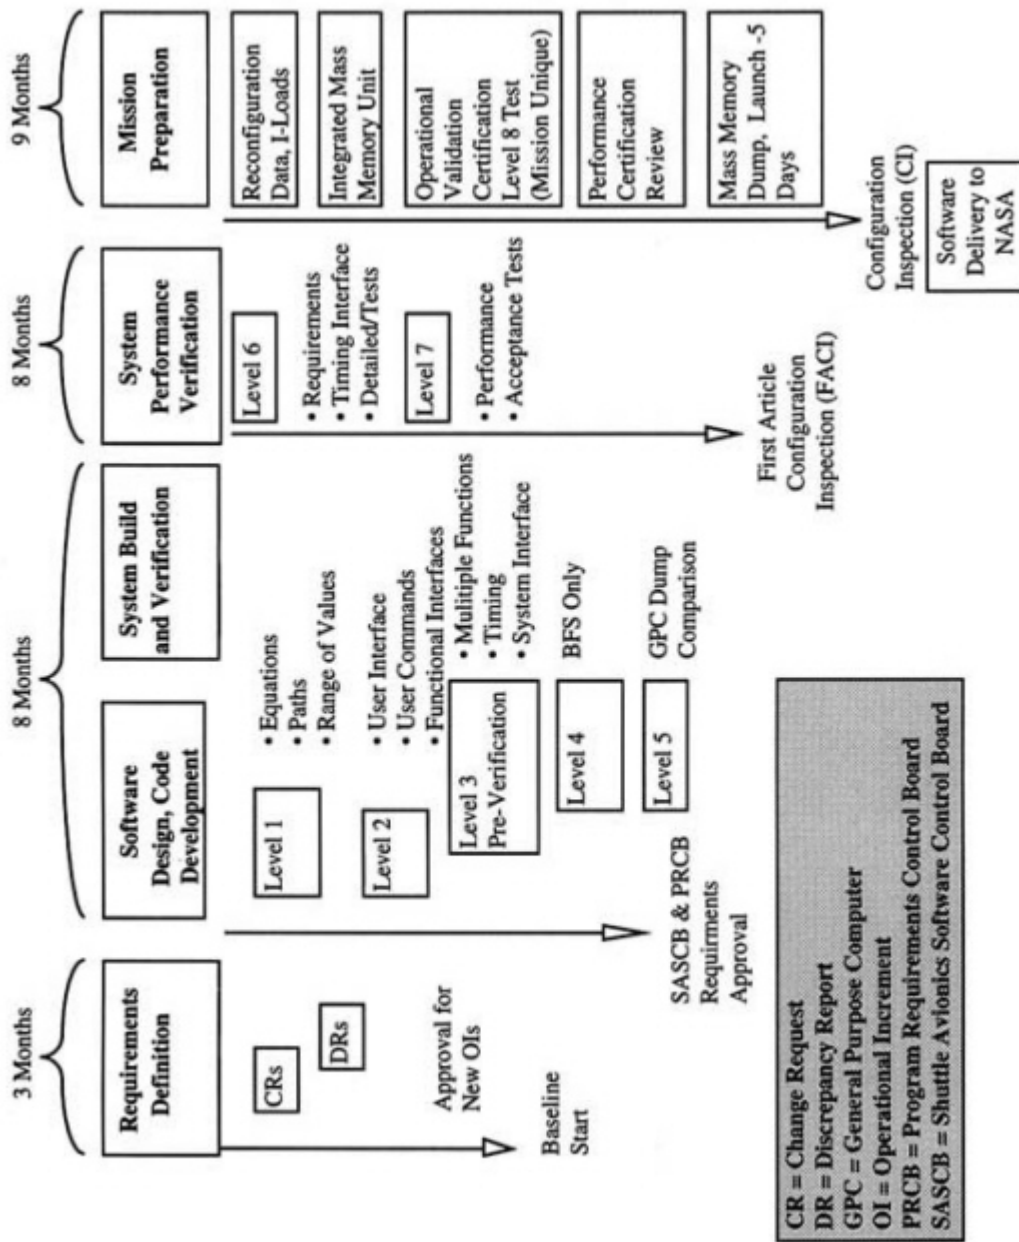 3 Months
8 Months
8 Months
9 Months
Requirements
Definition
Software
Design, Code
Development
System Build
and Verification
System
Performance
Verification
Mission
Preparation
CRs
DRs
Approval for
New OIs
Baseline
Start
Level 1
• Equations
• Paths
• Range of Values
Level 2
• User Interface
• User Commands
• Functional Interfaces
Level 3
Pre-Verification
• Mulitiple Functions
• Timing
• System Interface
Level 4
BFS Only
Level 5
GPC Dump
Comparison
SASCB & PRCB
Requirments
Approval
Level 6
• Requirements
• Timing Interface
• Detailed/Tests
Level 7
• Performance
• Acceptance Tests
First Article
Configuration
Inspection (FACI)
Reconfiguration
Data, I-Loads
Integrated Mass
Memory Unit
Operational
Validation
Certification
Level 8 Test
(Mission Unique)
Performance
Certification
Review
Mass Memory
Dump, Launch -5
Days
Configuration
Inspection (CI)
Software
Delivery to
NASA
CR = Change Request
DR = Discrepancy Report
GPC = General Purpose Computer
OI = Operational Increment
PRCB = Program Requirements Control Board
SASCB = Shuttle Avionics Software Control Board